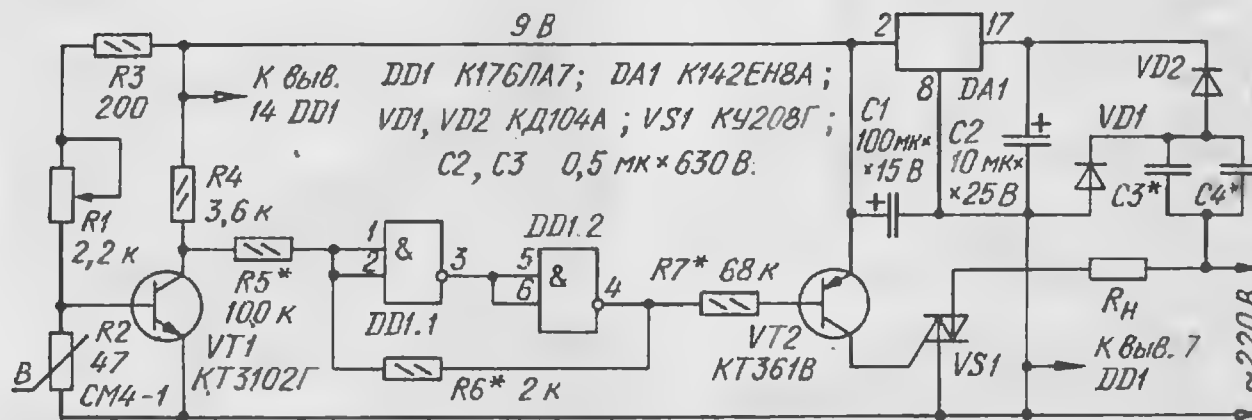 9 В
R3
200
К выв.
14 DD1
DD1 К176ЛА7; DA1 К142ЕН8А;
VD1, VD2 КД104А; VS1 КУ208Г;
C2, C3 0,5 мк×630 В.
2
17
8
DA1
VD2
VD1
C1
100 мк×
×15 В
C2
10 мк×
×25 В
C3*
C4*
R1
2,2 к
R4
3,6 к
R5*
100 к
1
2
&
3
DD1.1
DD1.2
5
6
&
4
R6* 2 к
R7* 68 к
VT1
КТ3102Г
R2
47
СМ4-1
В
VT2
КТ361В
VS1
Rн
К выв. 7
DD1
~220 В